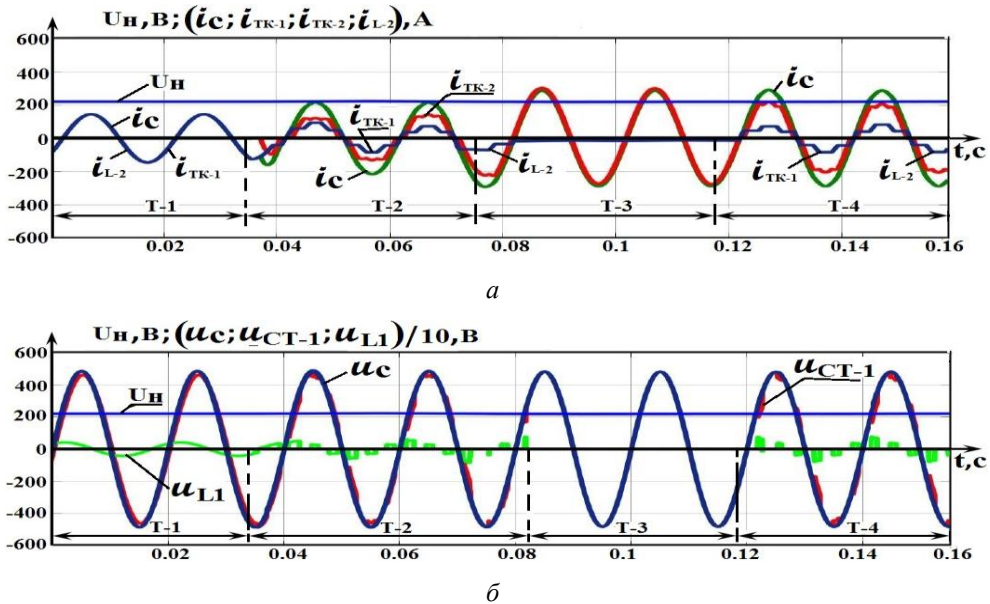 Uн, В; (ic; iТК-1; iТК-2; iL-2), А
600
400
Uн
200
0
-200
-400
-600
ic
iL-2
iТК-1
iТК-2
iТК-1
ic
iL-2
ic
iТК-1
iL-2
t, с
Т-1
Т-2
Т-3
Т-4
0.02
0.04
0.06
0.08
0.1
0.12
0.14
0.16
а
Uн, В; (uc; uСТ-1; uL1)/10, В
600
400
Uн
200
0
-200
-400
-600
uL1
uc
uСТ-1
t, с
Т-1
Т-2
Т-3
Т-4
0.02
0.04
0.06
0.08
0.1
0.12
0.14
0.16
б